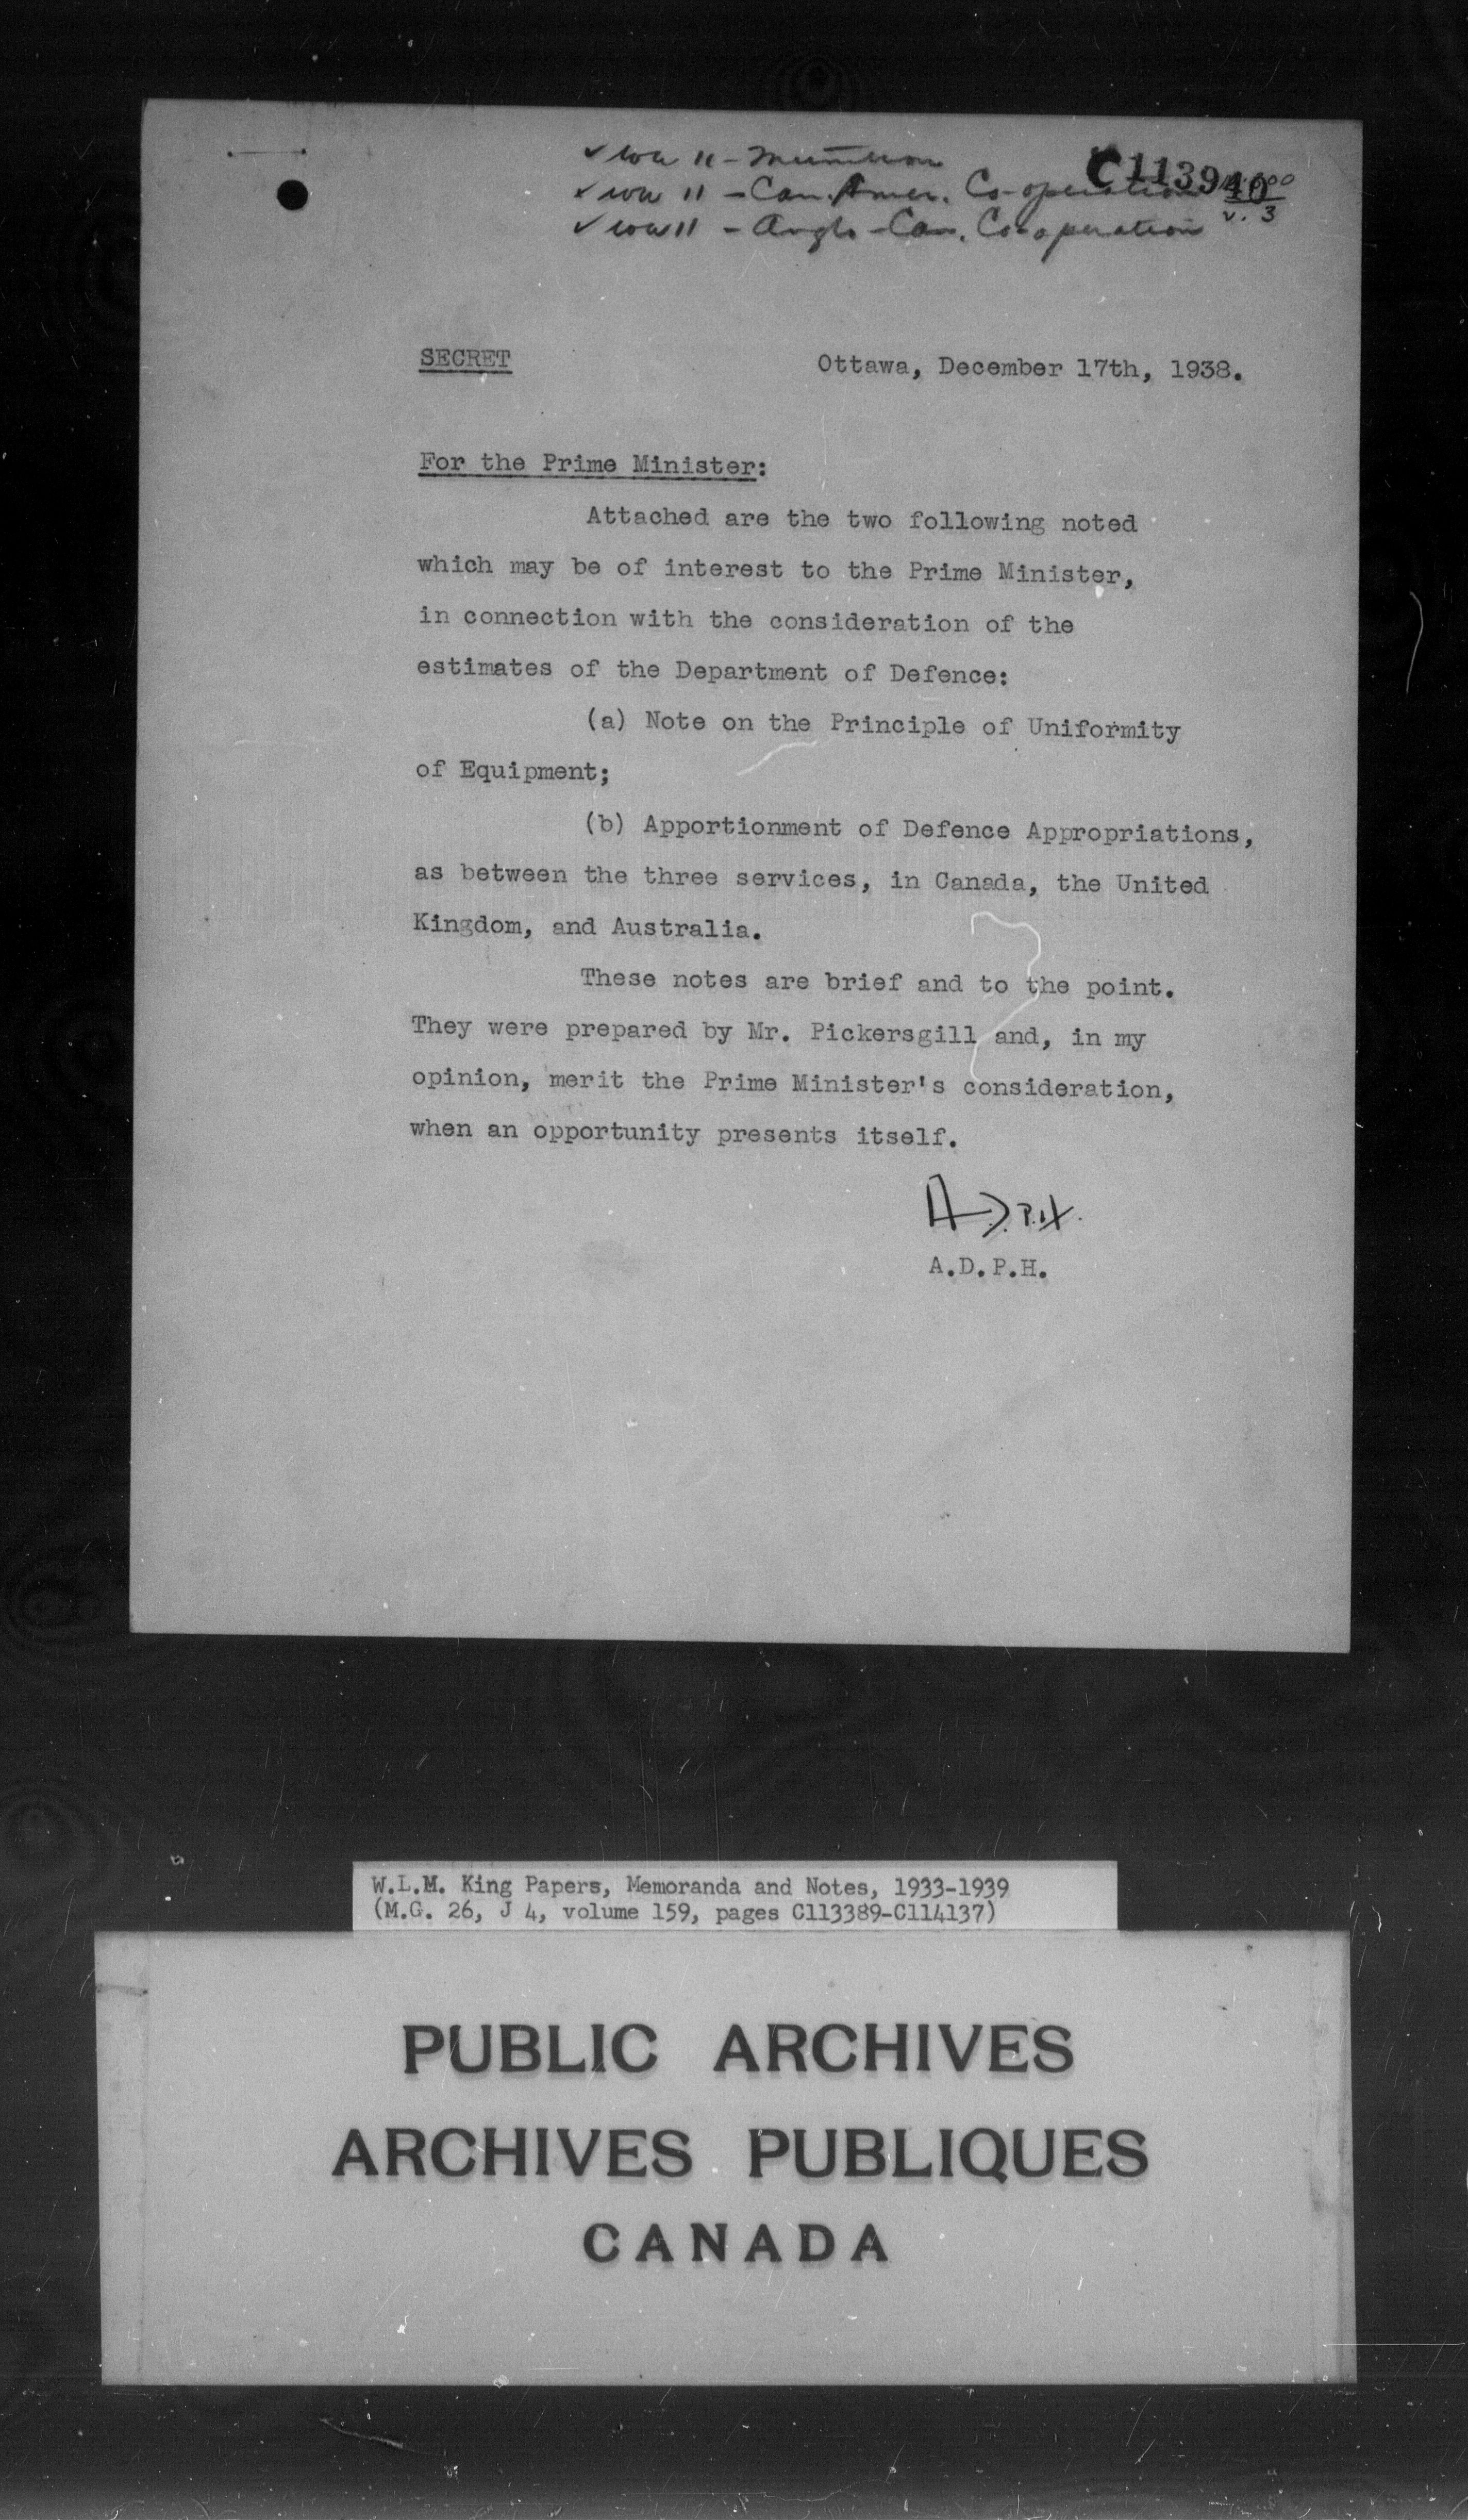 ✓ WW II - Munitions
C113940
✓ WW II - Can. Amer. Co-operation
v. 3
✓ WW II - Anglo-Can. Co-operation
SECRET
Ottawa, December 17th, 1938.
For the Prime Minister:
Attached are the two following noted
which may be of interest to the Prime Minister,
in connection with the consideration of the
estimates of the Department of Defence:
(a) Note on the Principle of Uniformity
of Equipment;
(b) Apportionment of Defence Appropriations,
as between the three services, in Canada, the United
Kingdom, and Australia.
These notes are brief and to the point.
They were prepared by Mr. Pickersgill and, in my
opinion, merit the Prime Minister's consideration,
when an opportunity presents itself.
A.D.P.H.
A.D.P.H.
W.L.M. King Papers, Memoranda and Notes, 1933-1939
(M.G. 26, J 4, volume 159, pages C113389-C114137)
PUBLIC ARCHIVES
ARCHIVES PUBLIQUES
CANADA